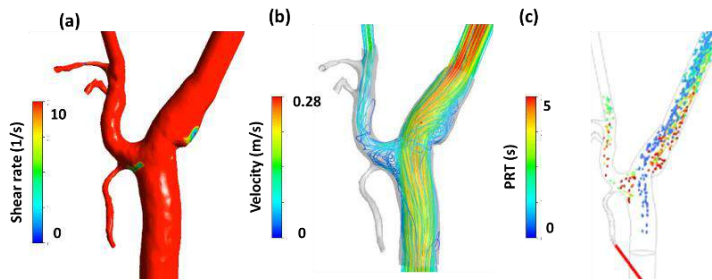 (a)
(b)
(c)
Shear rate (1/s)
10
0
Velocity (m/s)
0.28
0
PRT (s)
5
0